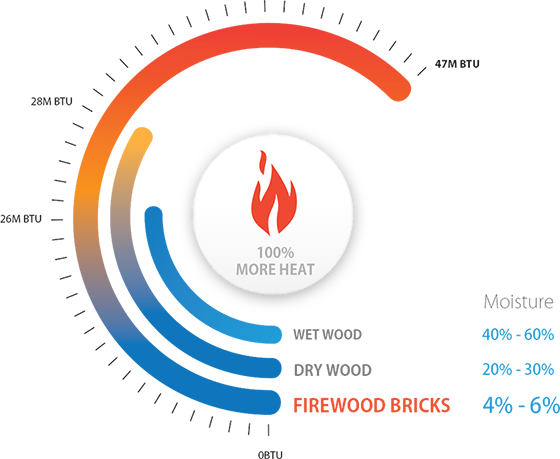 47M BTU
28M BTU
26M BTU
100%
MORE HEAT
Moisture
WET WOOD 40% - 60%
DRY WOOD 20% - 30%
FIREWOOD BRICKS 4% - 6%
0BTU